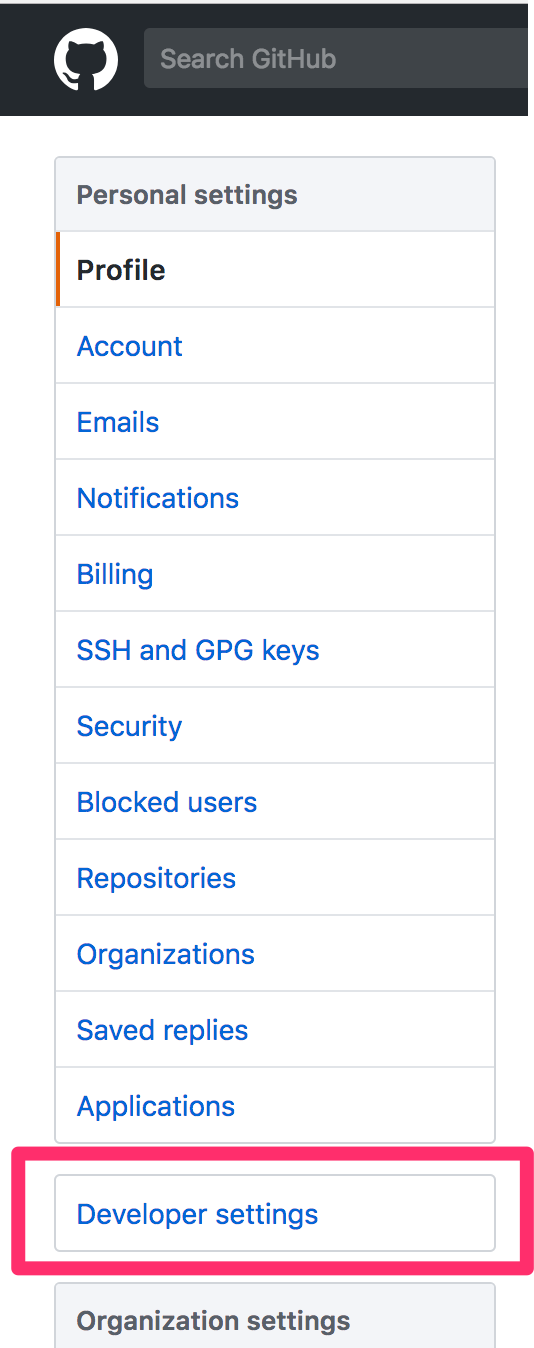 Search GitHub
Personal settings
Profile
Account
Emails
Notifications
Billing
SSH and GPG keys
Security
Blocked users
Repositories
Organizations
Saved replies
Applications
Developer settings
Organization settings